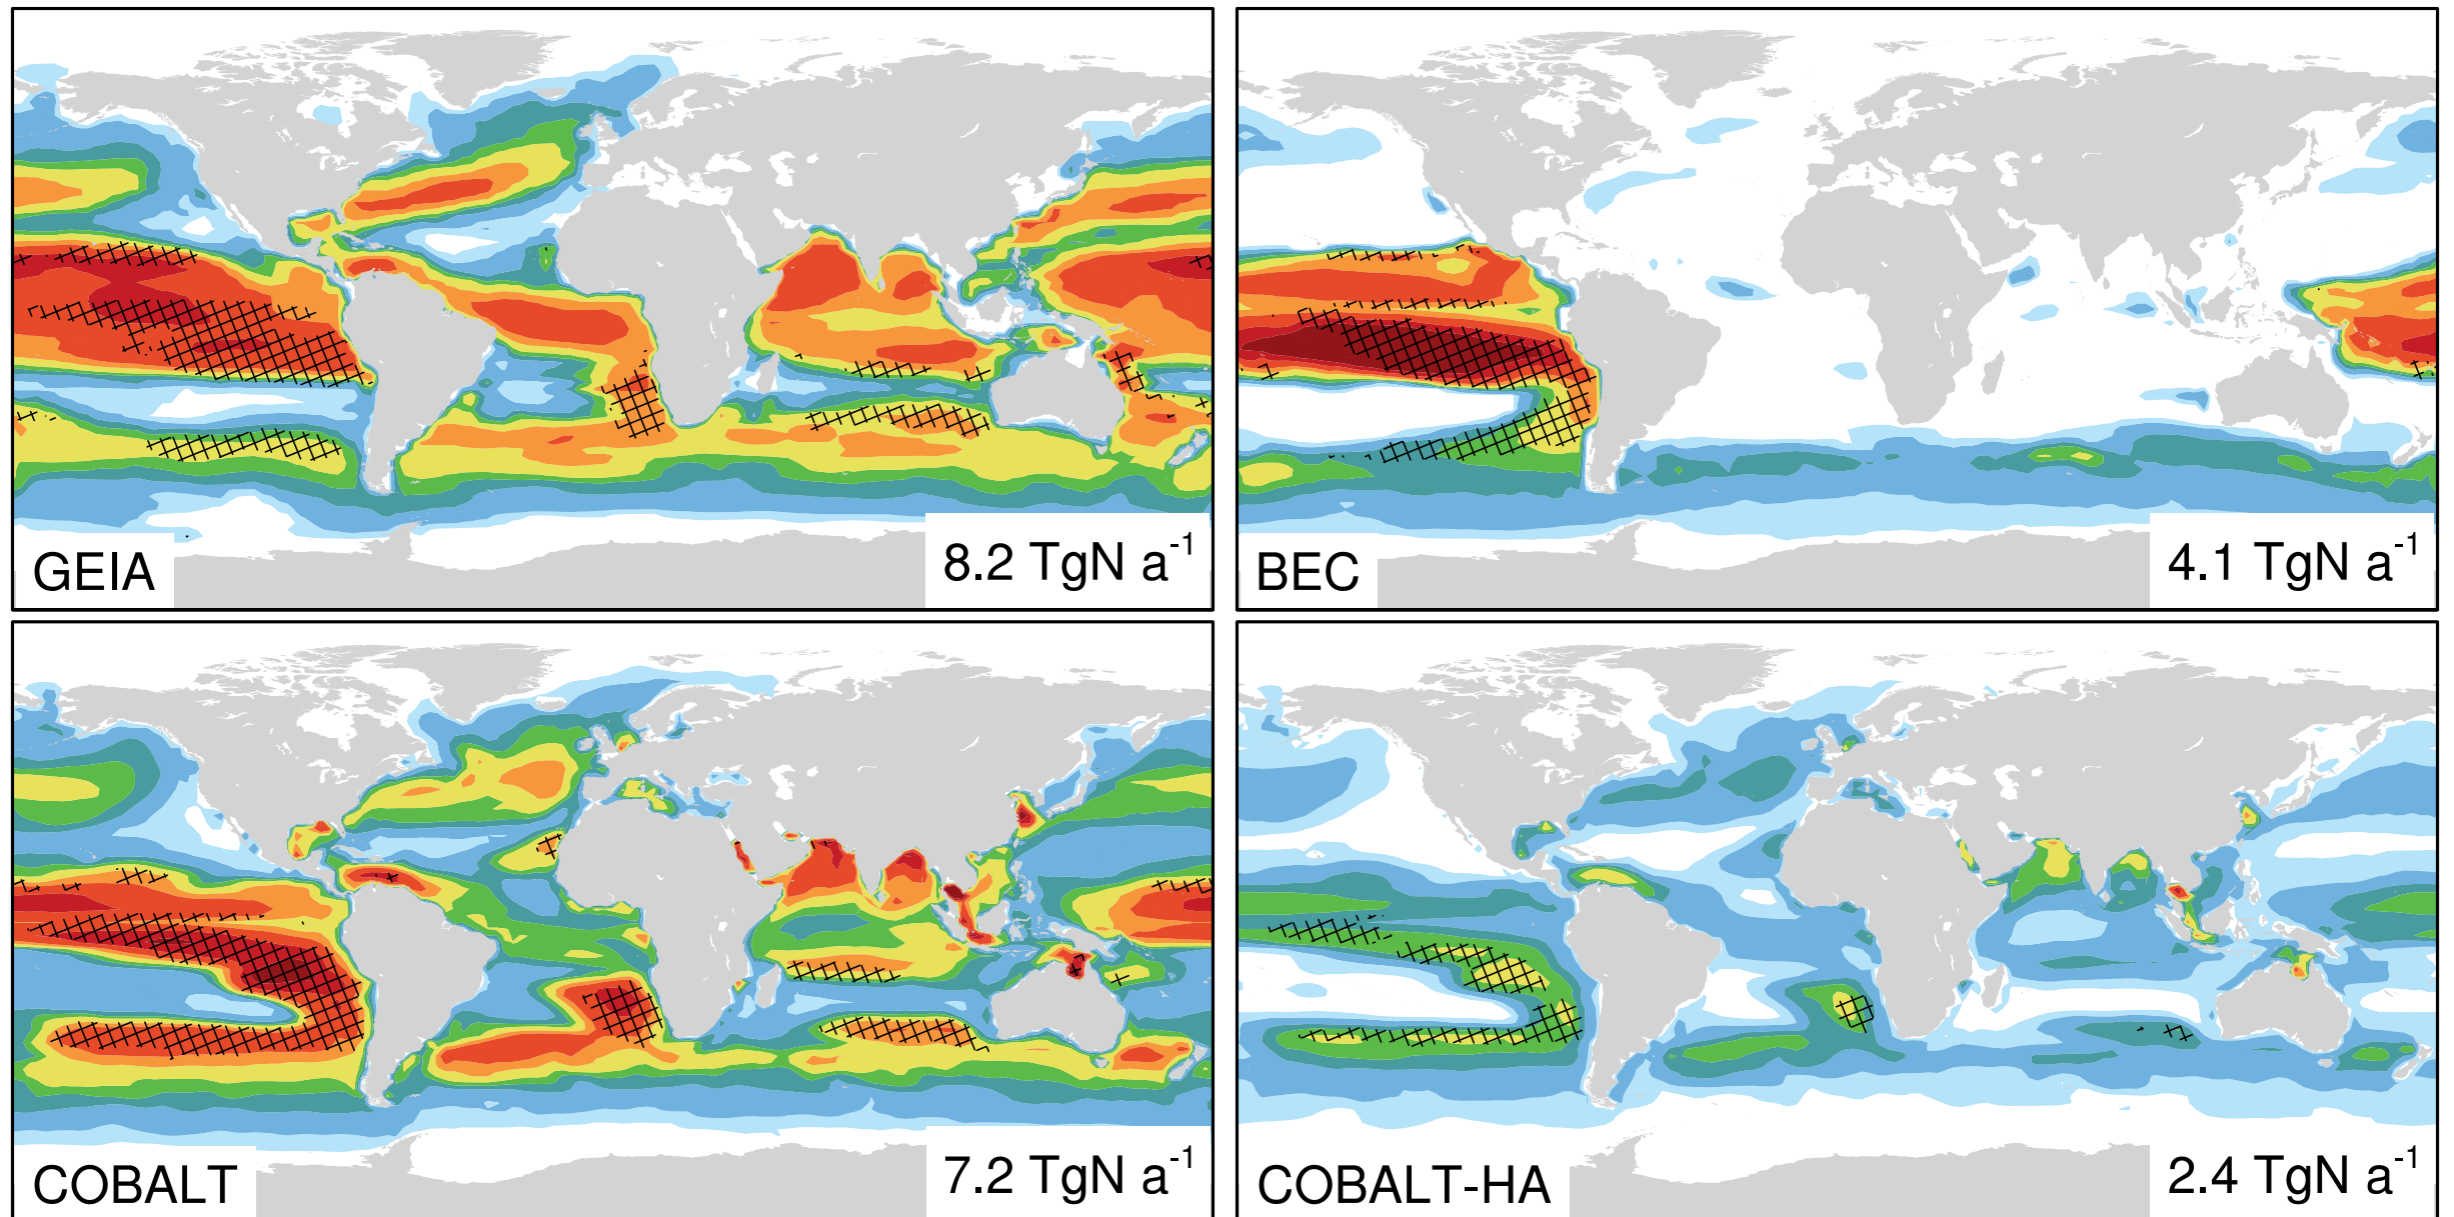 GEIA
8.2 TgN a⁻¹
BEC
4.1 TgN a⁻¹
COBALT
7.2 TgN a⁻¹
COBALT-HA
2.4 TgN a⁻¹